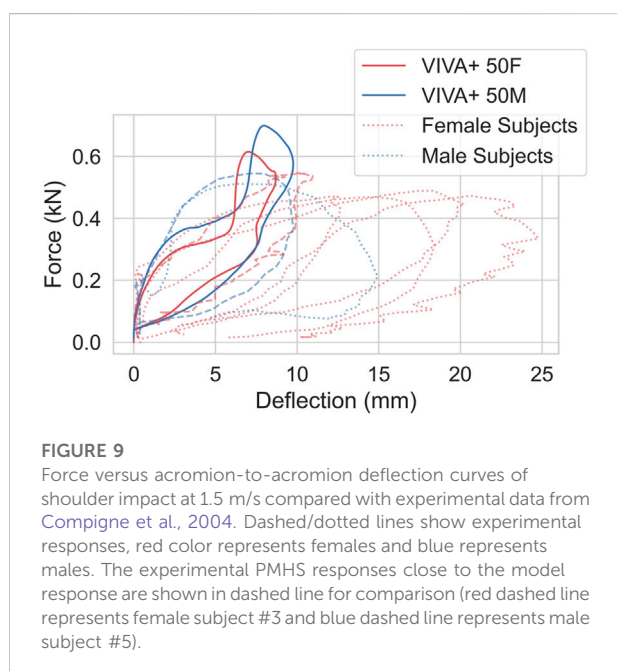 VIVA+ 50F
VIVA+ 50M
Female Subjects
Male Subjects
0.6
0.4
0.2
0.0
Force (kN)
0
5
10
15
20
25
Deflection (mm)
FIGURE 9
Force versus acromion-to-acromion deflection curves of
shoulder impact at 1.5 m/s compared with experimental data from
Compigne et al., 2004. Dashed/dotted lines show experimental
responses, red color represents females and blue represents
males. The experimental PMHS responses close to the model
response are shown in dashed line for comparison (red dashed line
represents female subject #3 and blue dashed line represents male
subject #5).